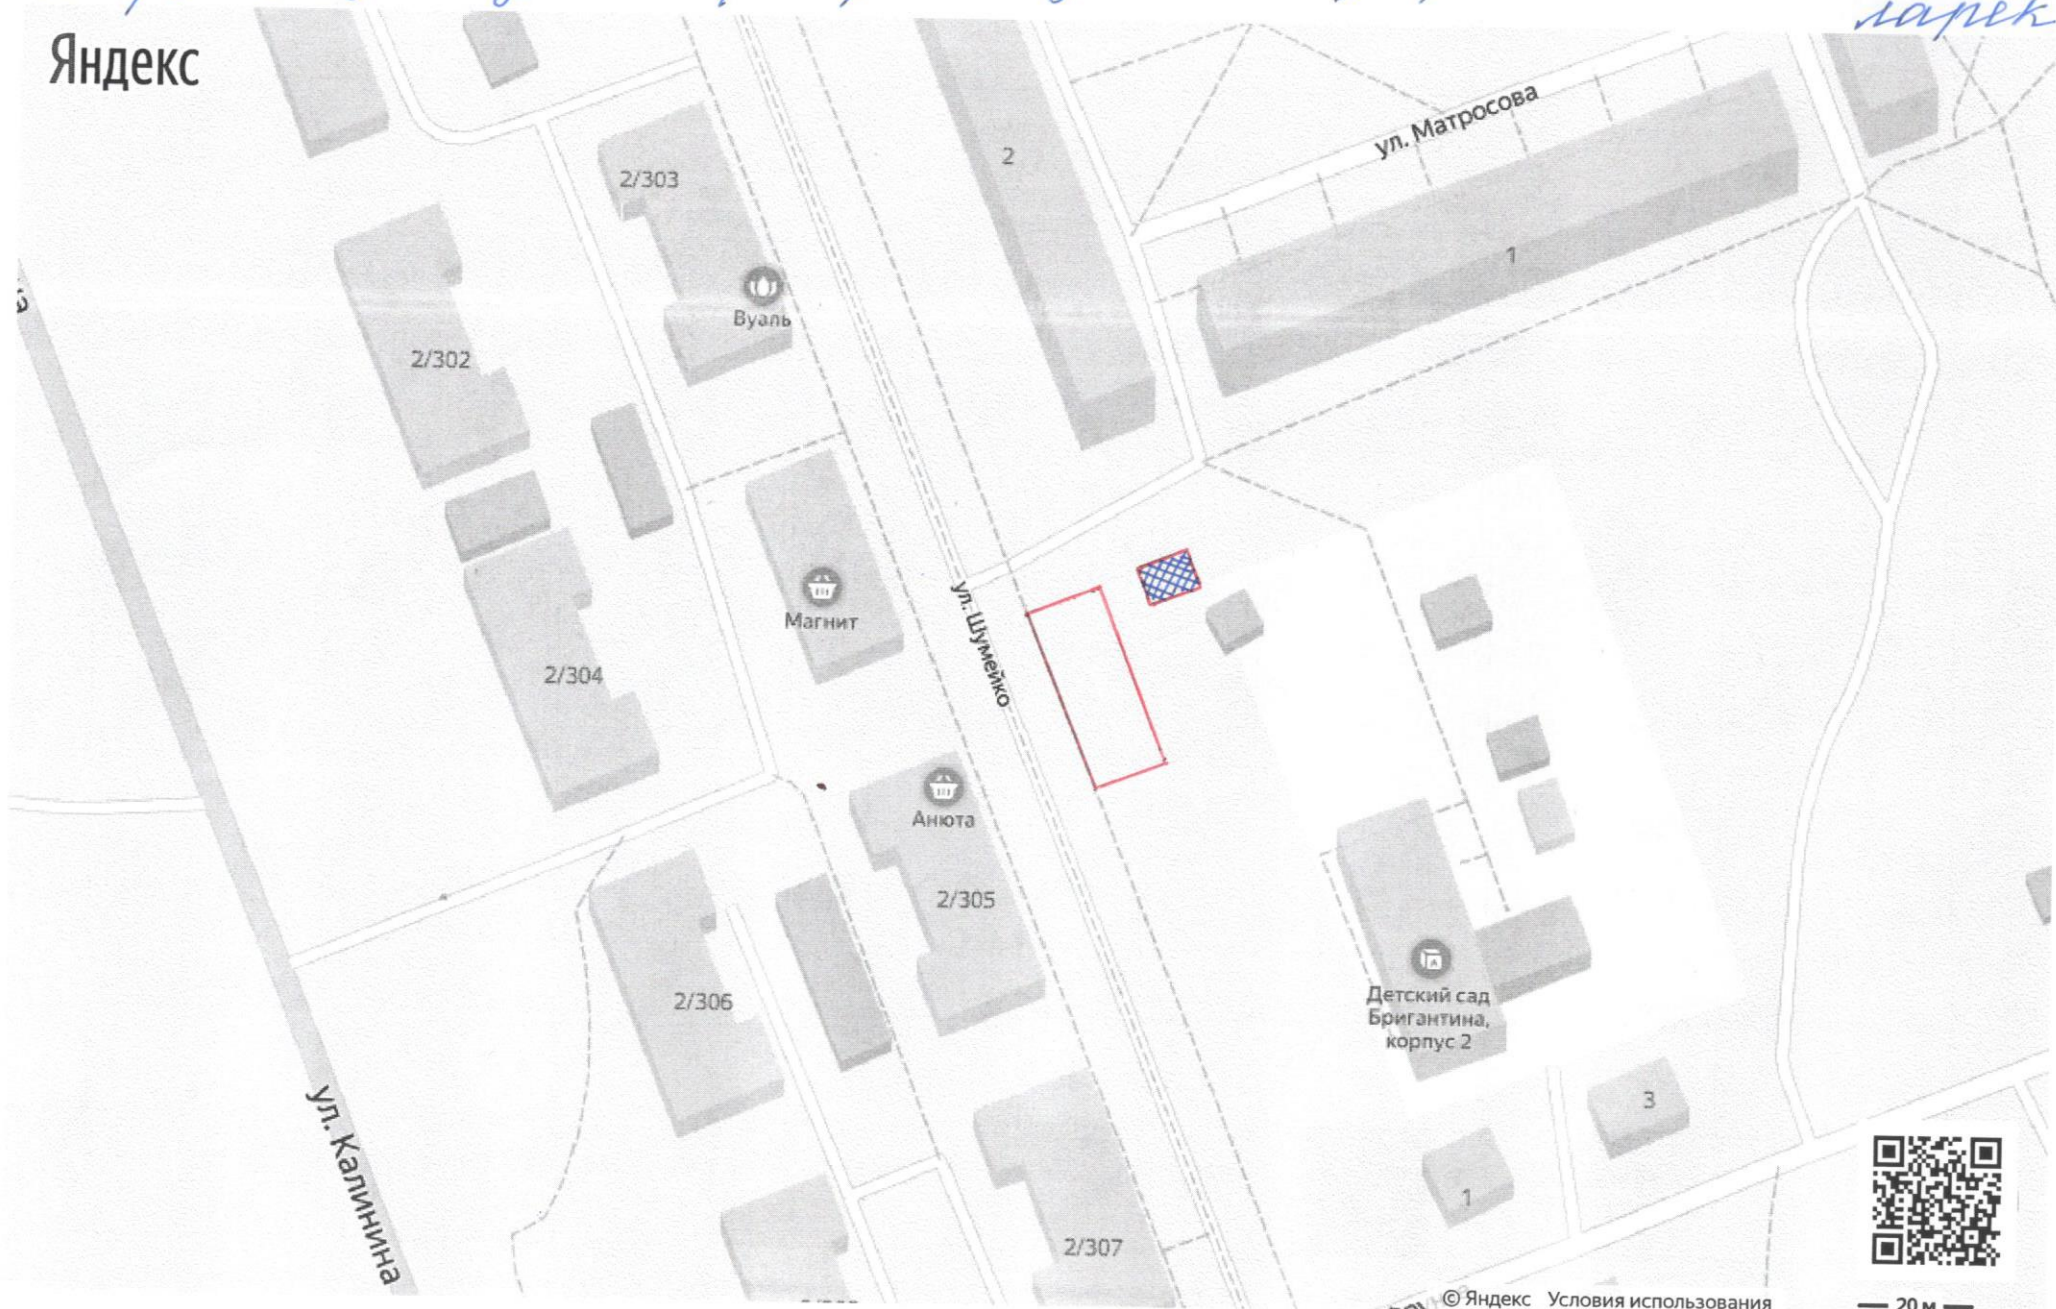 ларек
Яндекс
ул. Матросова
2
2/303
1
Вуаль
2/302
Магнит
ул. Шумейко
2/304
Анюта
2/305
2/306
Детский сад
Бригантина,
корпус 2
ул. Калинина
3
1
2/307
© Яндекс Условия использования
20 м